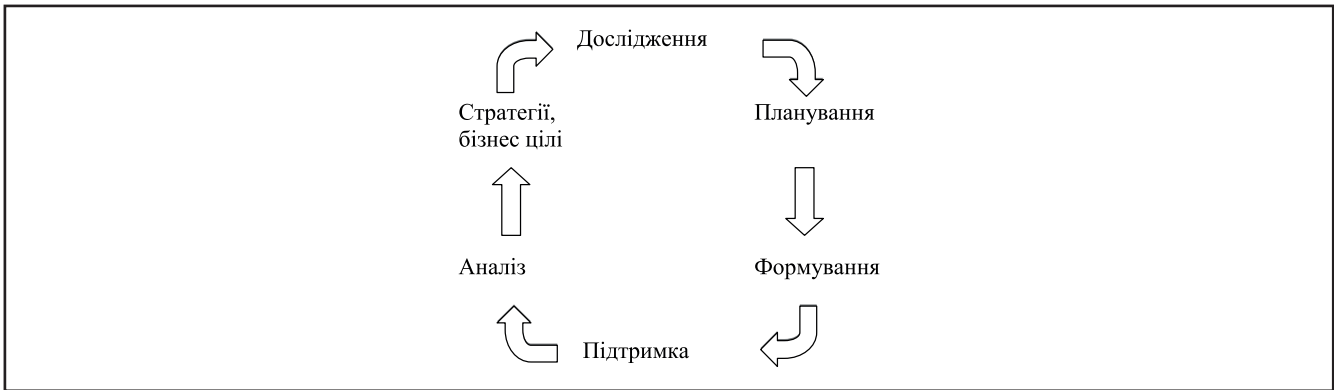 Дослідження
Стратегії,
бізнес цілі
Планування
Аналіз
Формування
Підтримка